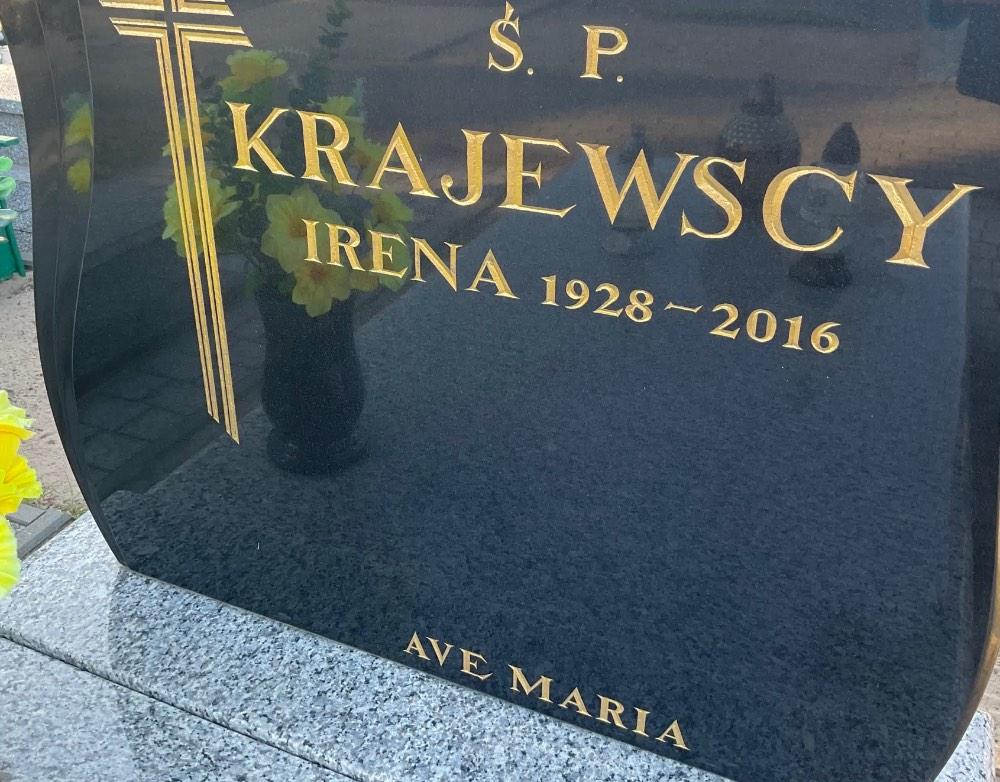 Ś. P.
KRAJEWSCY
IRENA 1928-2016
AVE MARIA